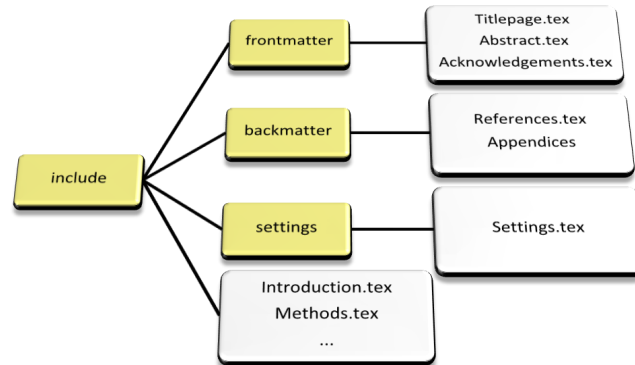 include
frontmatter
Titlepage.tex
Abstract.tex
Acknowledgements.tex
backmatter
References.tex
Appendices
settings
Settings.tex
Introduction.tex
Methods.tex
...